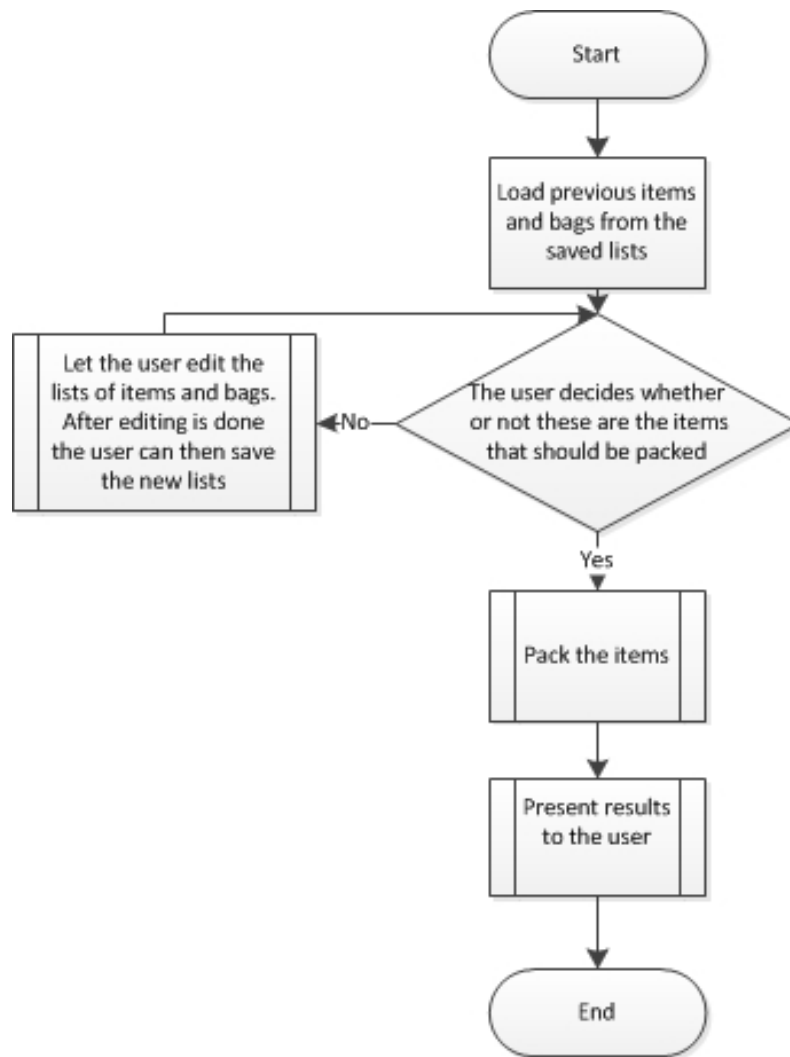 Start
Load previous items
and bags from the
saved lists
Let the user edit the
lists of items and bags.
After editing is done
the user can then save
the new lists
No
The user decides whether
or not these are the items
that should be packed
Yes
Pack the items
Present results
to the user
End